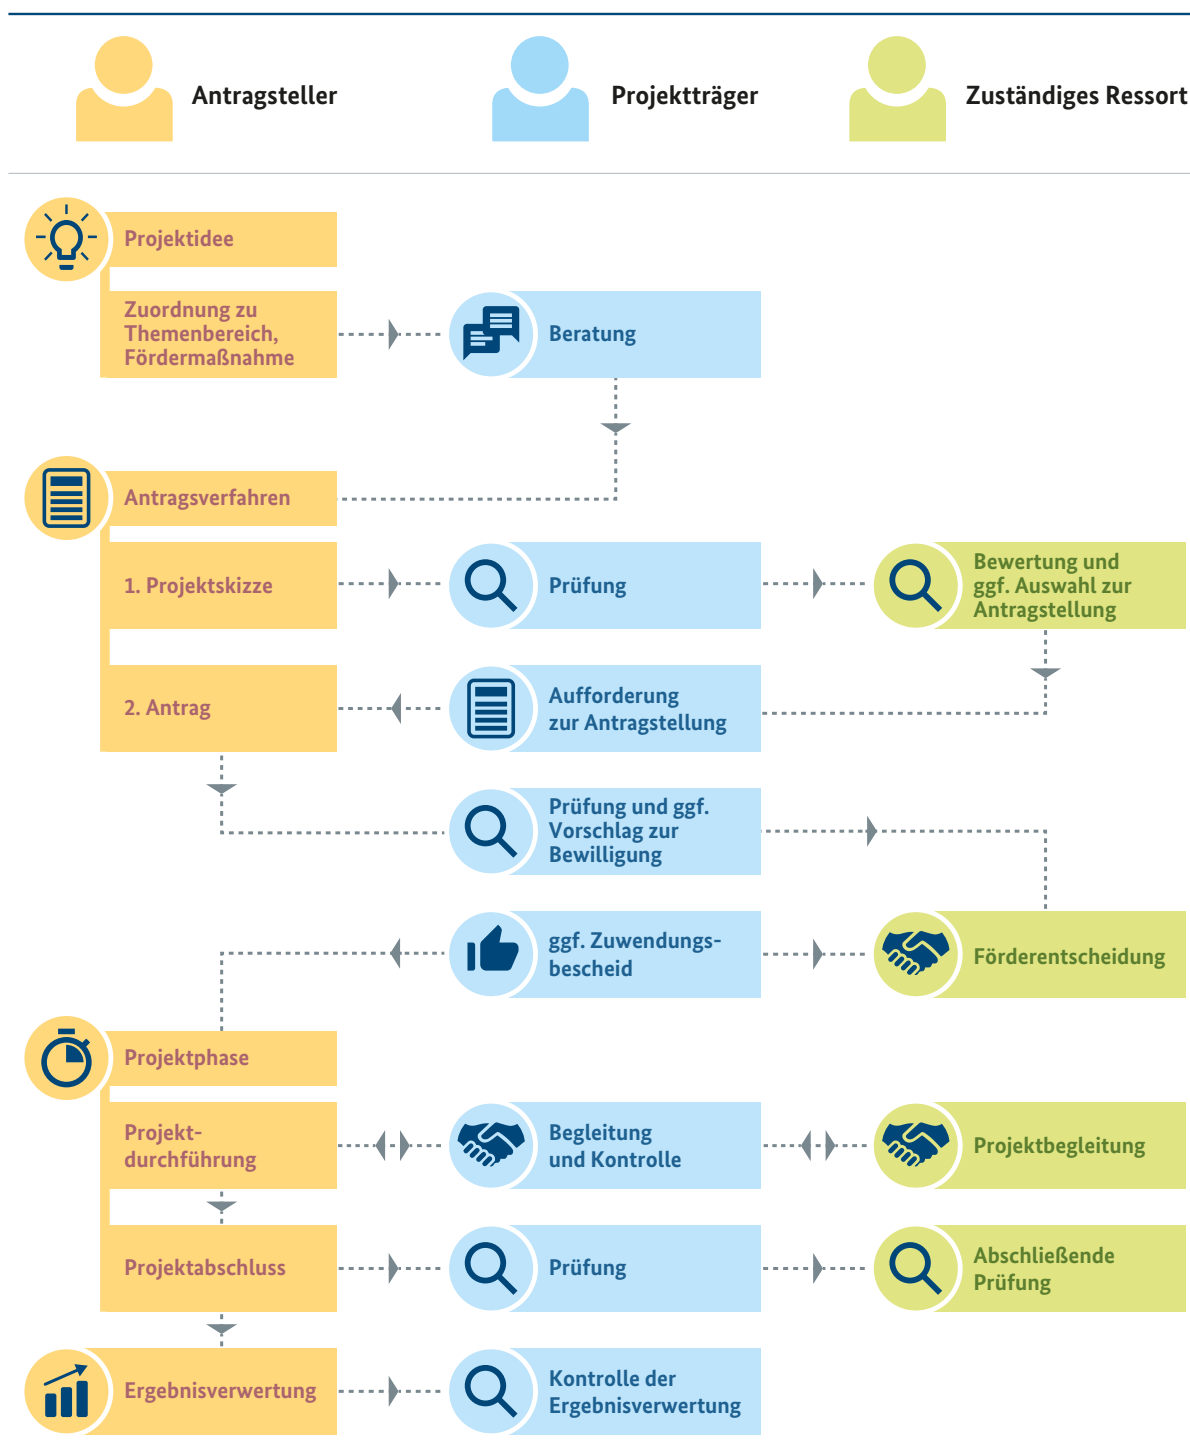 Antragsteller
Projektträger
Zuständiges Ressort
Projektidee
Zuordnung zu
Themenbereich,
Fördermaßnahme
Beratung
Antragsverfahren
1. Projektskizze
Prüfung
Bewertung und
ggf. Auswahl zur
Antragstellung
2. Antrag
Aufforderung
zur Antragstellung
Prüfung und ggf.
Vorschlag zur
Bewilligung
ggf. Zuwendungs-
bescheid
Förderentscheidung
Projektphase
Projekt-
durchführung
Begleitung
und Kontrolle
Projektbegleitung
Projektabschluss
Prüfung
Abschließende
Prüfung
Ergebnisverwertung
Kontrolle der
Ergebnisverwertung